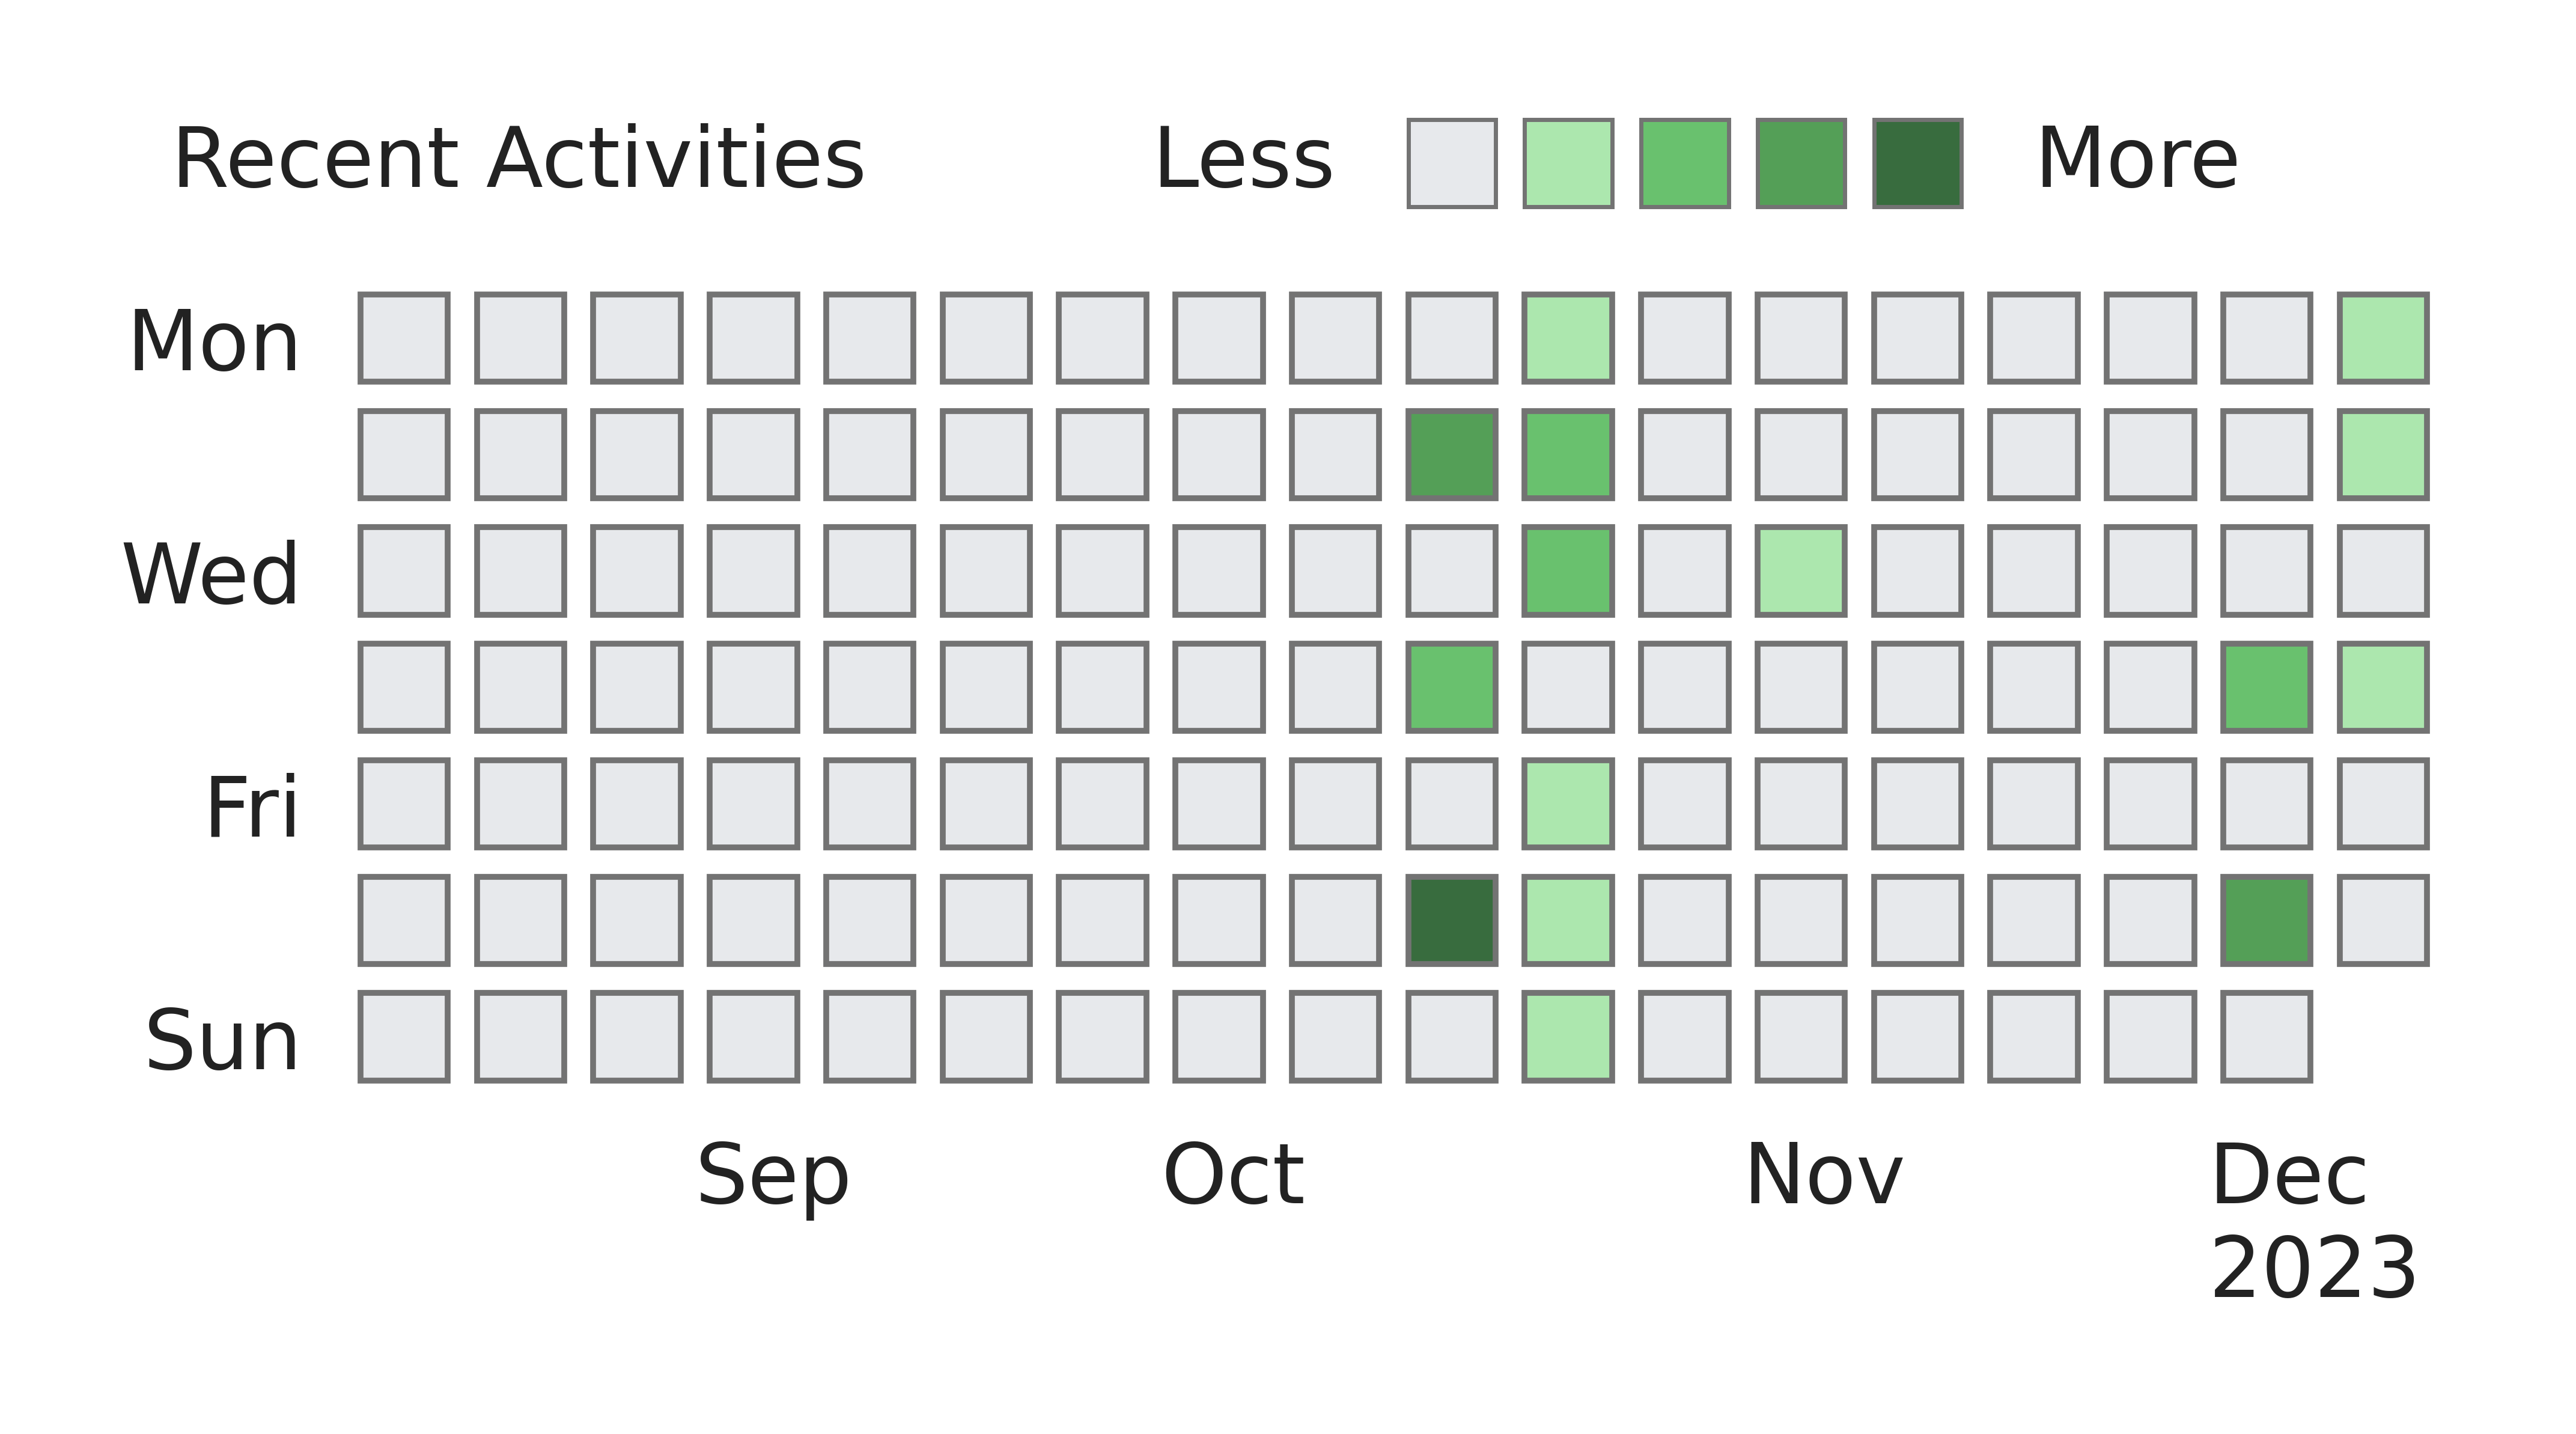 Recent Activities
Less More
Mon
Wed
Fri
Sun
Sep Oct Nov Dec
2023